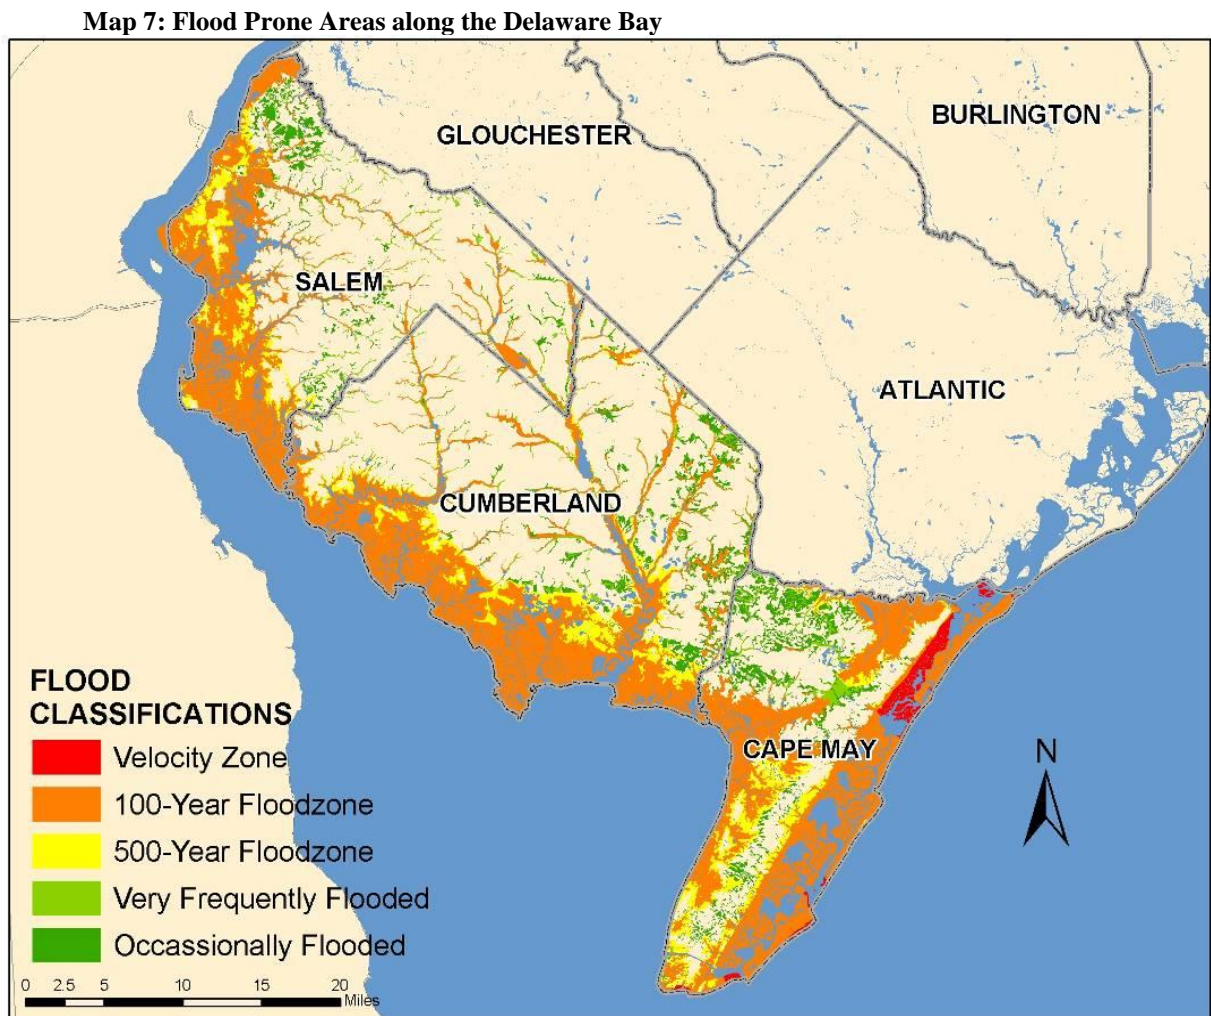 Map 7: Flood Prone Areas along the Delaware Bay
BURLINGTON
GLOUCHESTER
SALEM
ATLANTIC
CUMBERLAND
CAPE MAY
FLOOD
CLASSIFICATIONS
Velocity Zone
100-Year Floodzone
500-Year Floodzone
Very Frequently Flooded
Occassionally Flooded
N
0 2.5 5 10 15 20
Miles